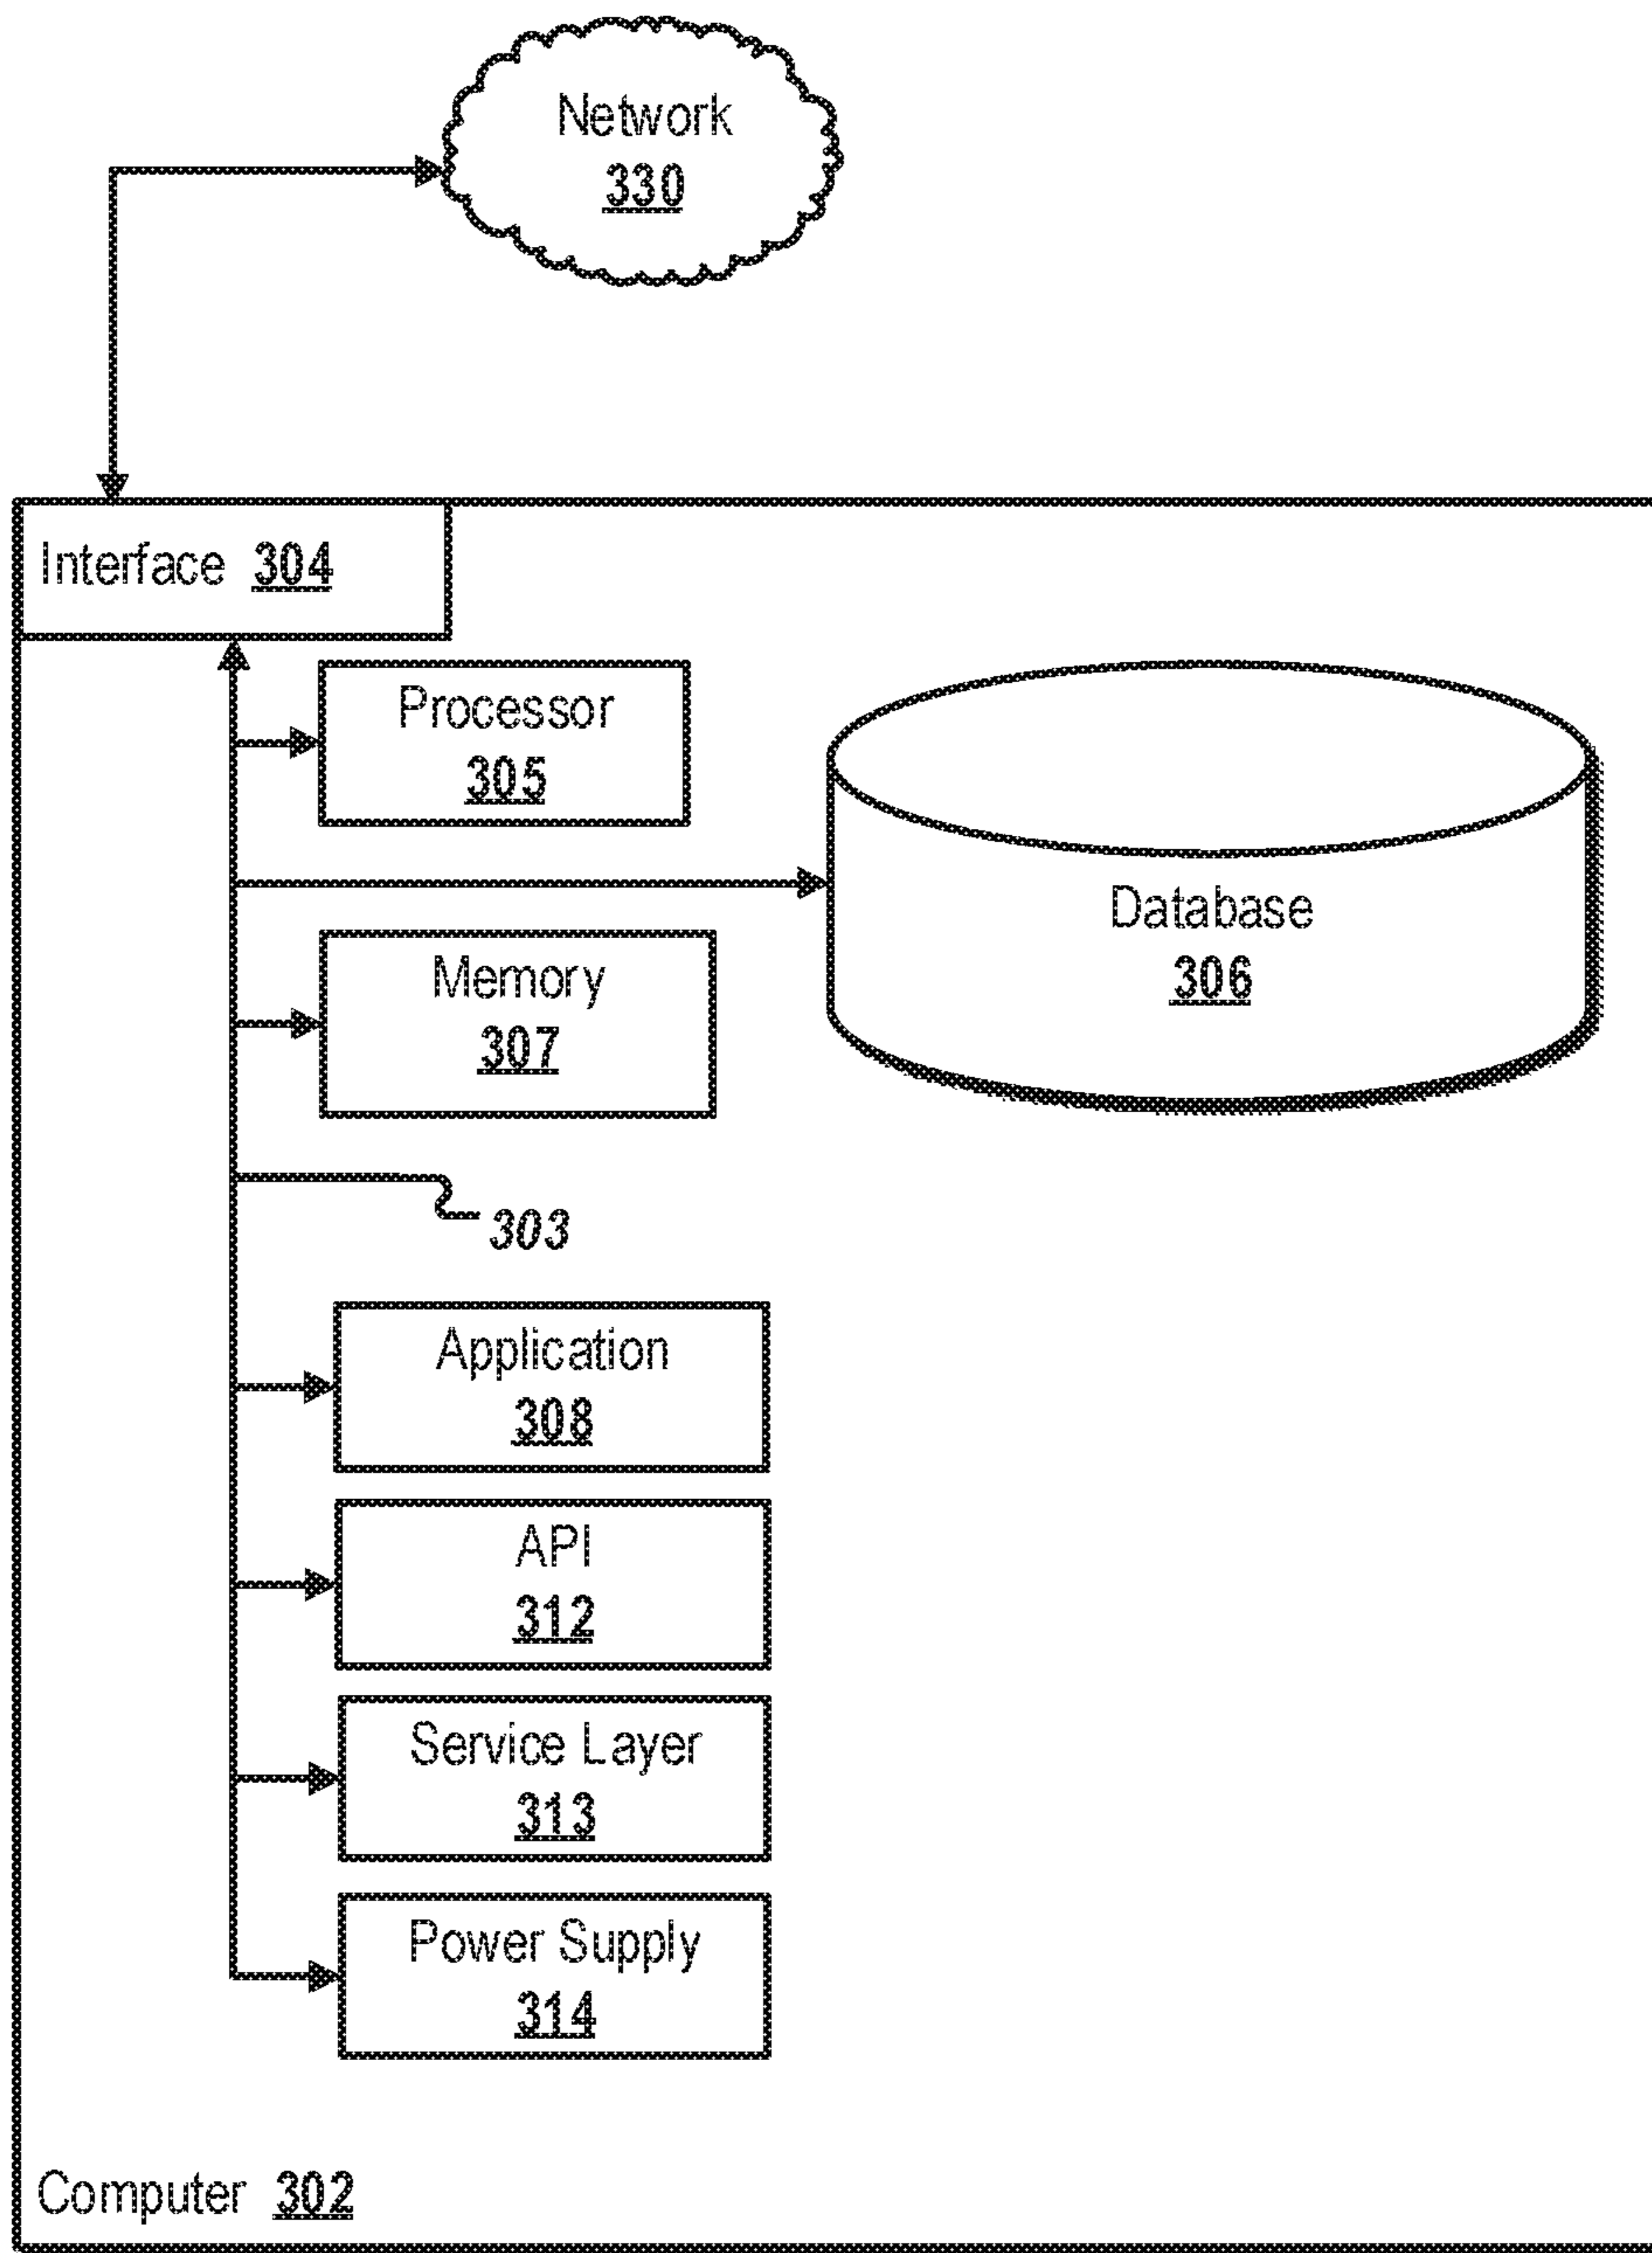 Network
330
Interface 304
Processor
305
Database
306
Memory
307
303
Application
308
API
312
Service Layer
313
Power Supply
314
Computer 302